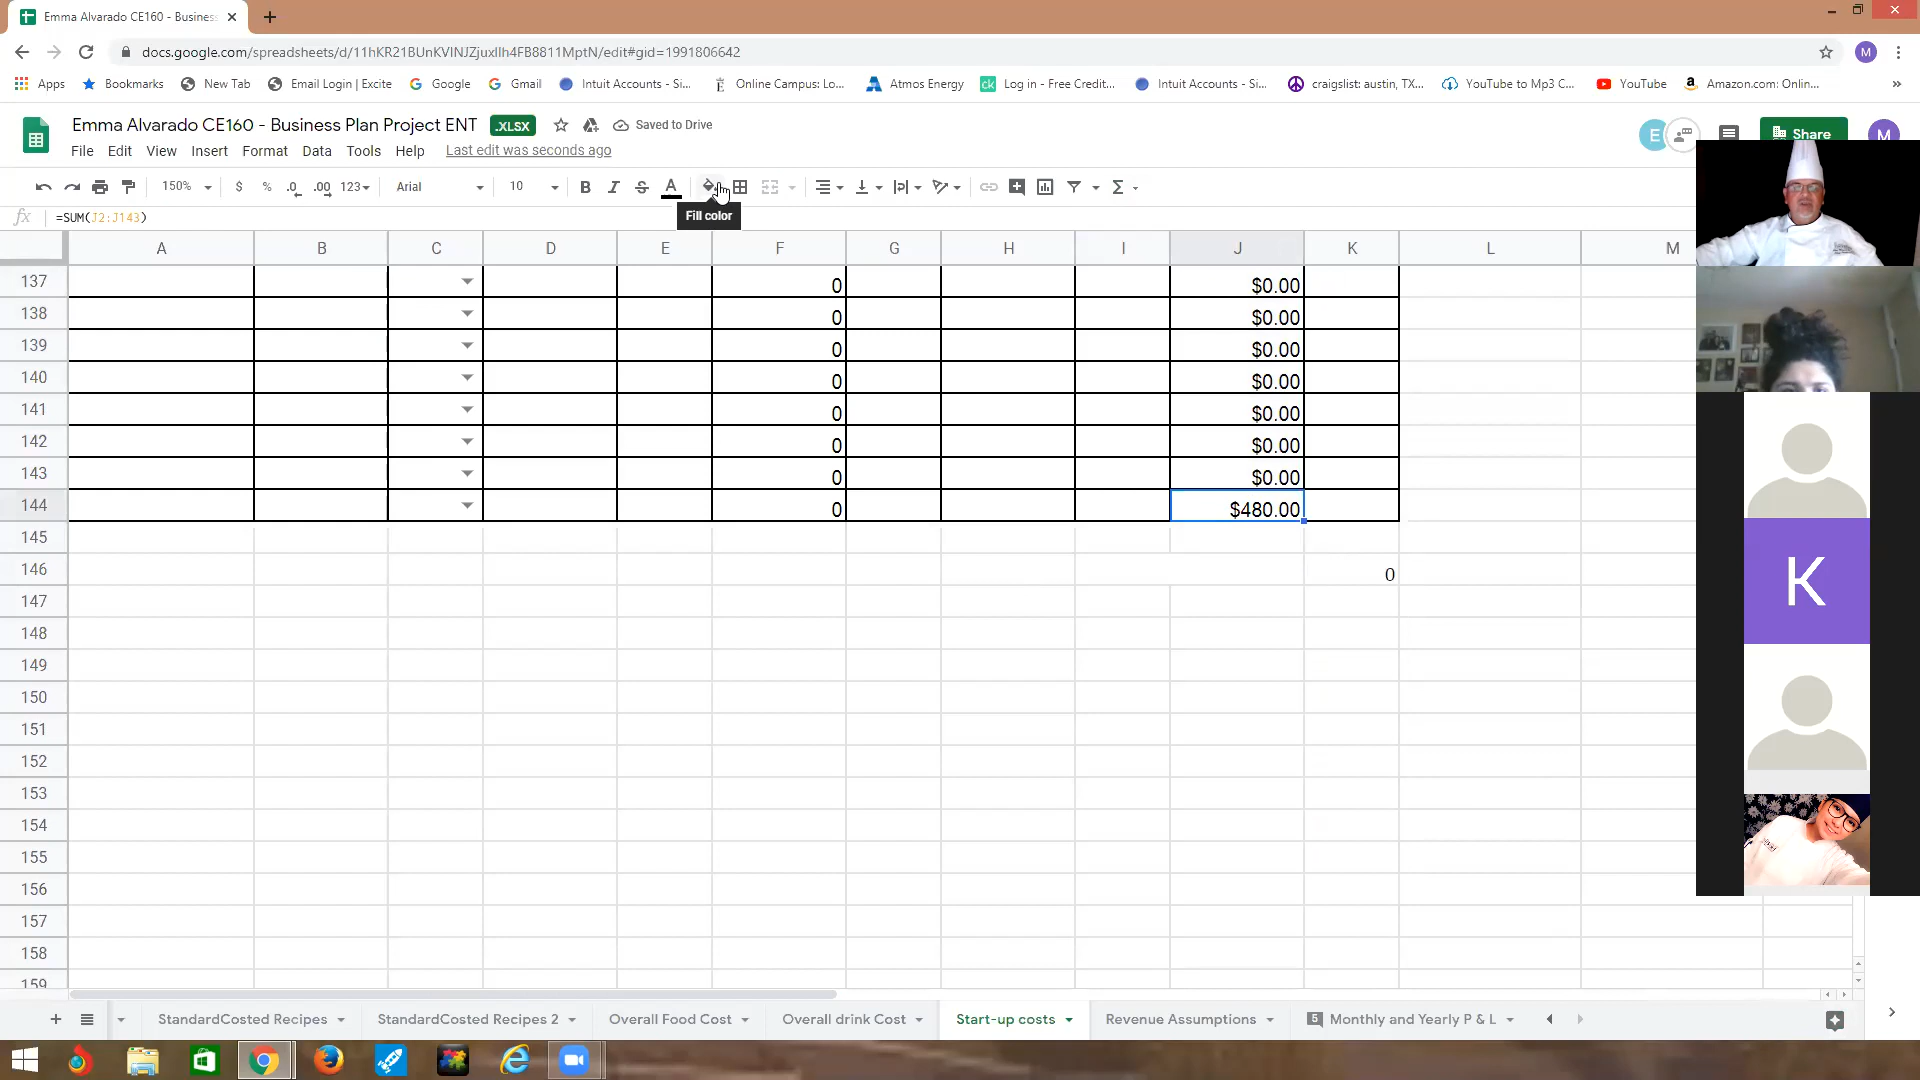 Emma Alvarado CE160 - Busines
docs.google.com/spreadsheets/d/11hKR21BUnKVINJZjuxllh4FB8811MptN/edit#gid=1991806642
M
Apps Bookmarks New Tab Email Login | Excite Google Gmail Intuit Accounts - Si... Online Campus: Lo... Atmos Energy Log in - Free Credit... Intuit Accounts - Si... craigslist: austin, TX... YouTube to Mp3 C... YouTube Amazon.com: Onlin...
Emma Alvarado CE160 - Business Plan Project ENT .XLSX Saved to Drive
E Share M
File Edit View Insert Format Data Tools Help Last edit was seconds ago
150% $ % .0 .00 123 Arial 10 B I S A
Fill color
fx =SUM(J2:J143)
A B C D E F G H I J K L M
137 0 $0.00
138 0 $0.00
139 0 $0.00
140 0 $0.00
141 0 $0.00
142 0 $0.00
143 0 $0.00
144 0 $480.00
145
146 0
147
148
149
150
151
152
153
154
155
156
157
158
159
K
StandardCosted Recipes StandardCosted Recipes 2 Overall Food Cost Overall drink Cost Start-up costs Revenue Assumptions 5 Monthly and Yearly P & L